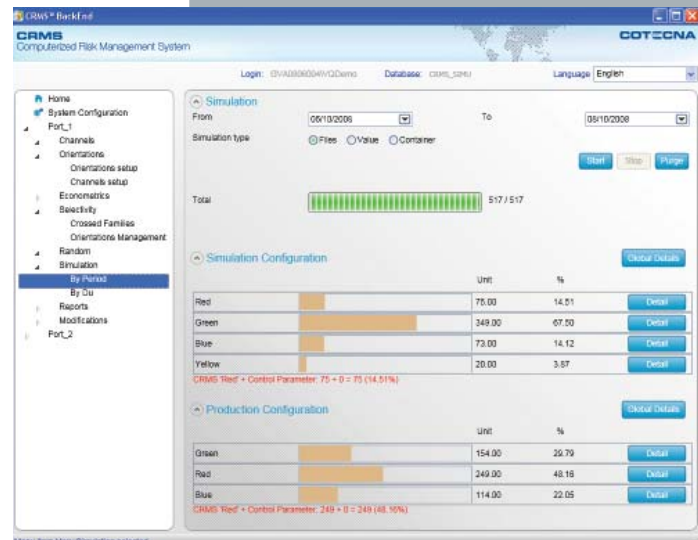 CRMS * BackEnd
CRMS
Computerized Risk Management System
COTECNA
Login: Database: Language English
Home
System Configuration
Port_1
Channels
Orientations
Orientations setup
Channels setup
Econometrics
Selectivity
Crossed Families
Orientations Management
Random
Simulation
By Period
By Du
Reports
Modifications
Port_2
Simulation
From 06/10/2008 To 08/10/2008
Simulation type Files Value Container
Start Stop Purge
Total 517 / 517
Simulation Configuration Global Details
Unit %
Red 75.00 14.51 Detail
Green 349.00 67.50 Detail
Blue 73.00 14.12 Detail
Yellow 20.00 3.87 Detail
CRMS 'Red' + Control Parameter: 75 + 0 = 75 (14.51%)
Production Configuration Global Details
Unit %
Green 154.00 29.79 Detail
Red 249.00 48.16 Detail
Blue 114.00 22.05 Detail
CRMS 'Red' + Control Parameter: 249 + 0 = 249 (48.16%)